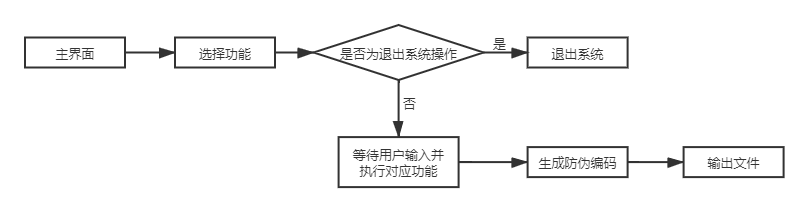 主界面
选择功能
是否为退出系统操作
是
退出系统
否
等待用户输入并
执行对应功能
生成防伪编码
输出文件